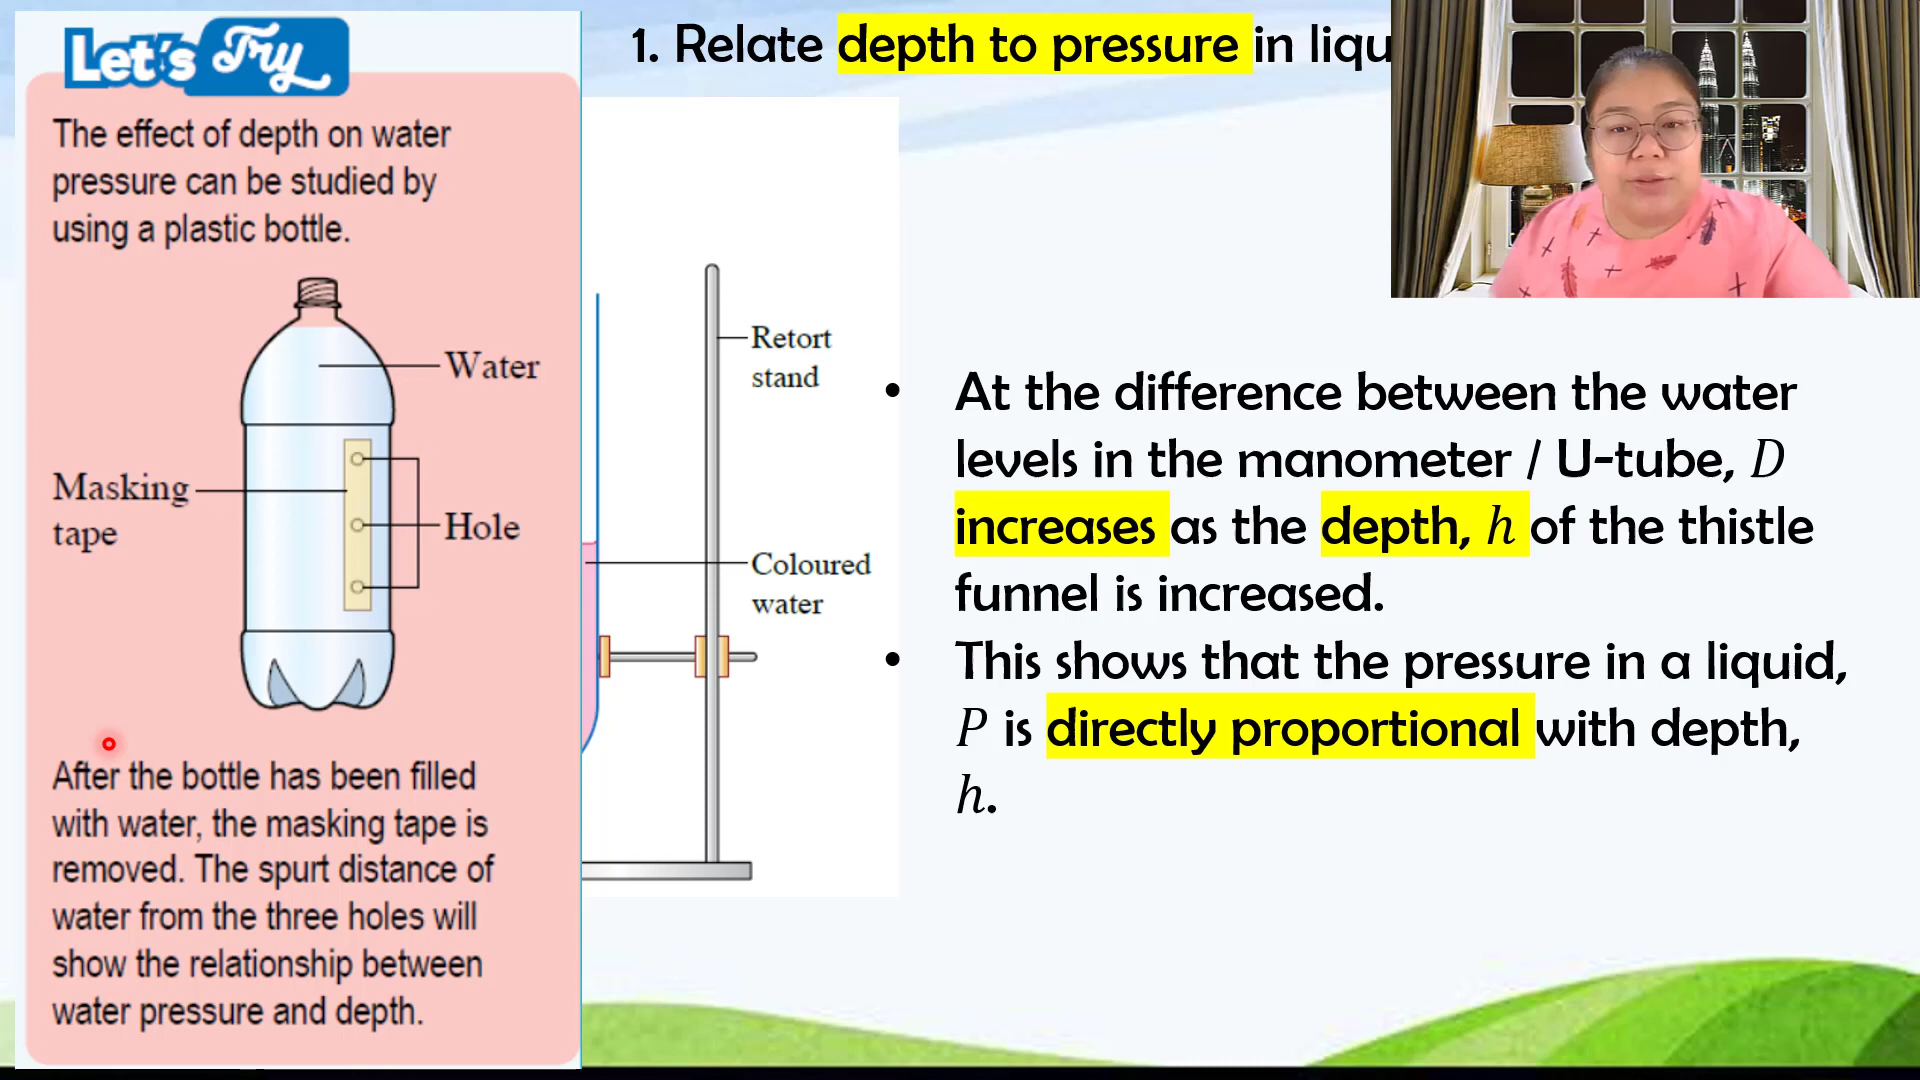 Let's Try
The effect of depth on water
pressure can be studied by
using a plastic bottle.
Water
Masking
tape
Hole
After the bottle has been filled
with water, the masking tape is
removed. The spurt distance of
water from the three holes will
show the relationship between
water pressure and depth.
1. Relate depth to pressure in liqu
Retort
stand
Coloured
water
• At the difference between the water
levels in the manometer / U-tube, D
increases as the depth, h of the thistle
funnel is increased.
• This shows that the pressure in a liquid,
P is directly proportional with depth,
h.